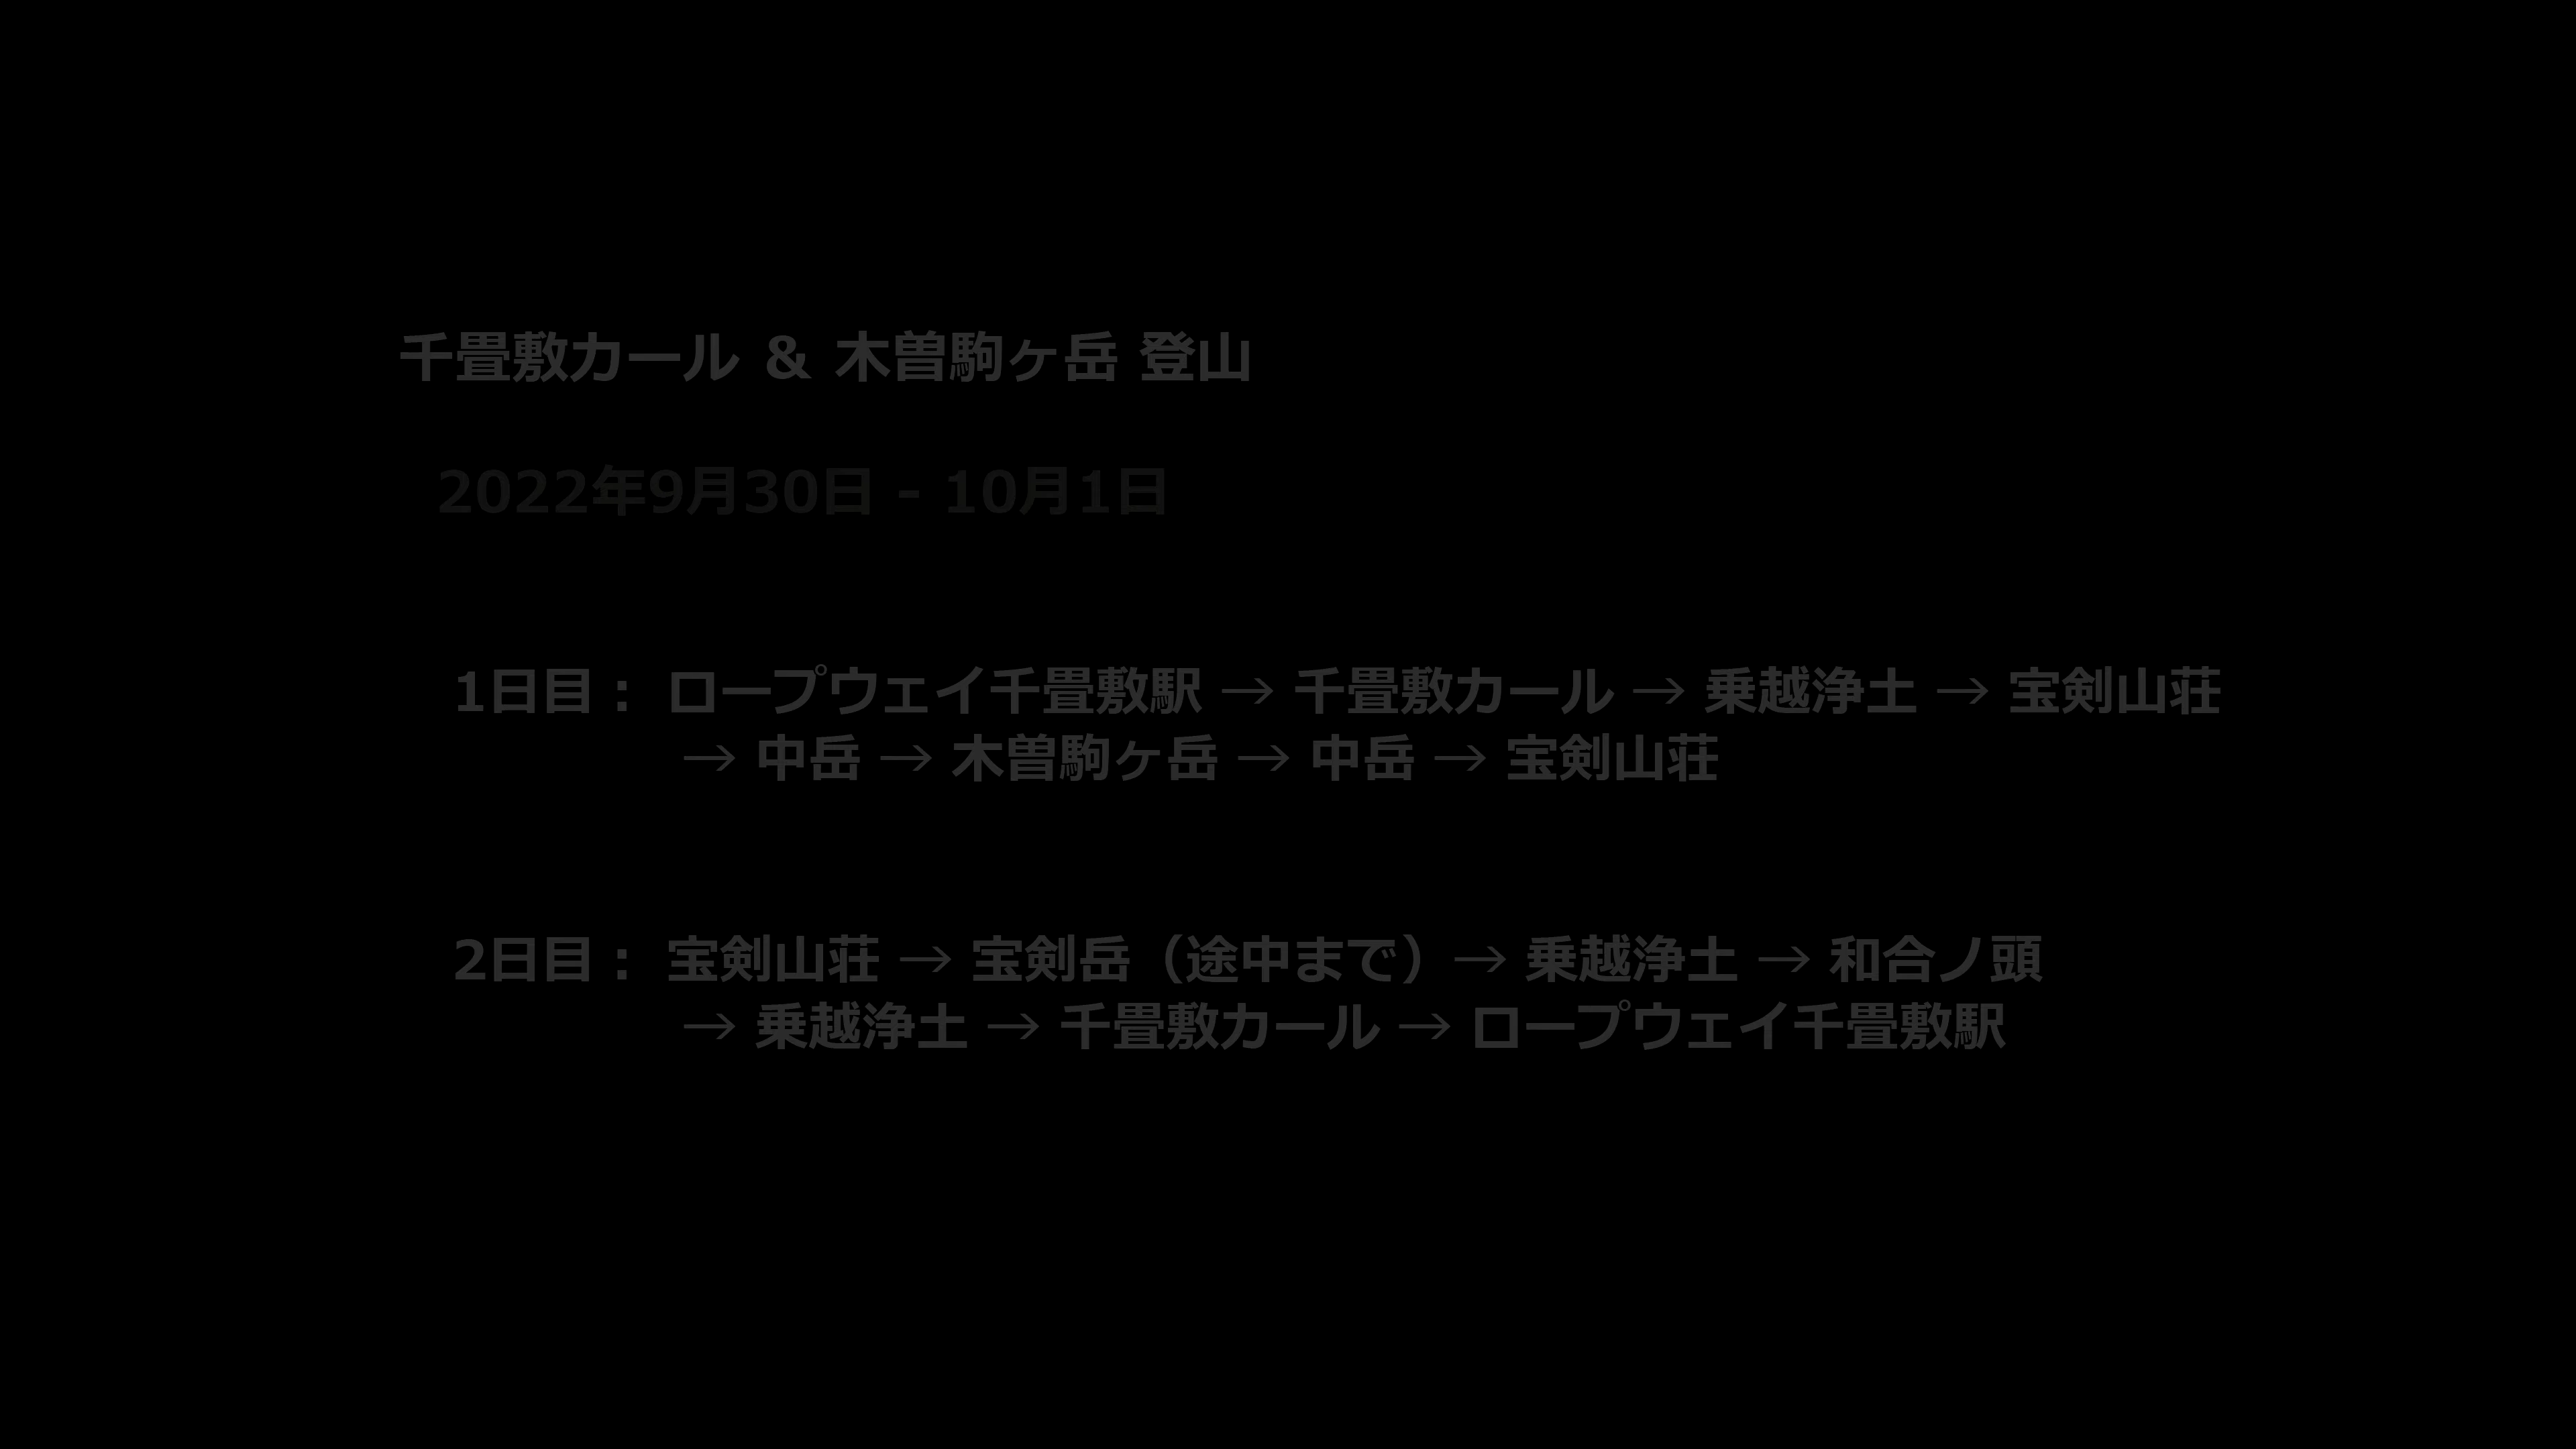 千畳敷カール & 木曽駒ヶ岳 登山
2022年9月30日 - 10月1日
1日目： ロープウェイ千畳敷駅 → 千畳敷カール → 乗越浄土 → 宝剣山荘
→ 中岳 → 木曽駒ヶ岳 → 中岳 → 宝剣山荘
2日目： 宝剣山荘 → 宝剣岳（途中まで）→ 乗越浄土 → 和合ノ頭
→ 乗越浄土 → 千畳敷カール → ロープウェイ千畳敷駅